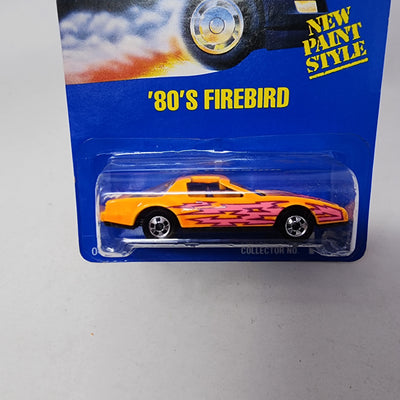 NEW
PAINT
STYLE
'80'S FIREBIRD
COLLECTOR NO.